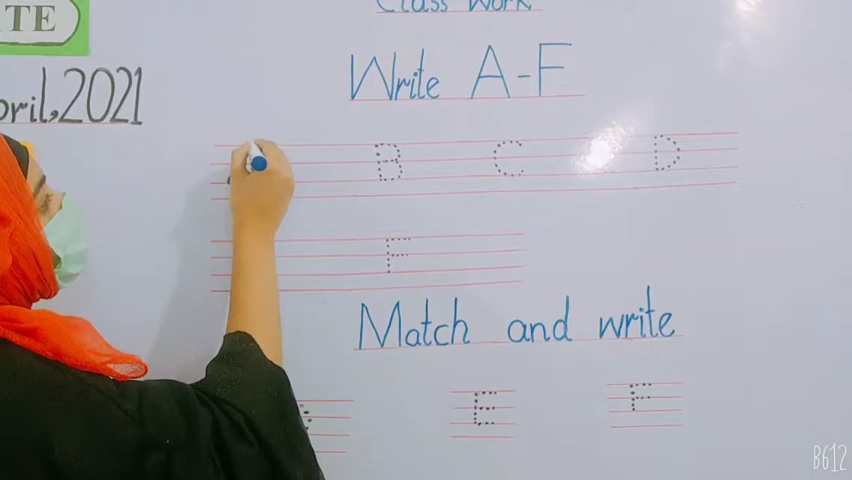 TE
Class Work
Write A-F
pril, 2021
B C D
F
Match and write
E F
B612